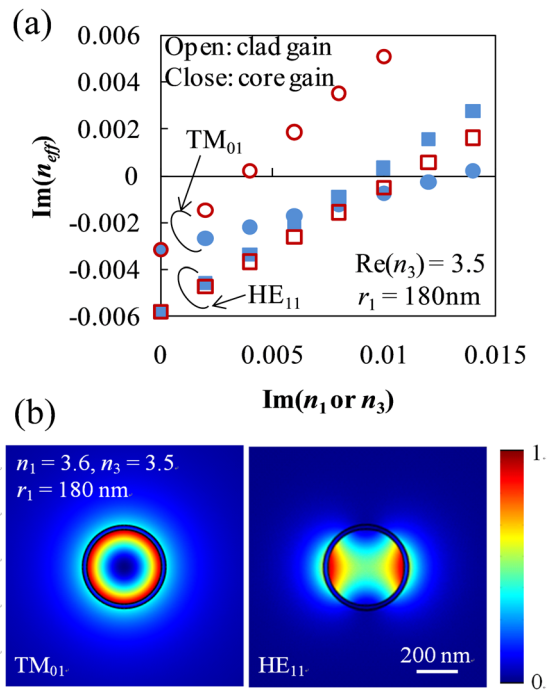 (a)
0.006
0.004
0.002
0
-0.002
-0.004
-0.006
Im(neff)
Open: clad gain
Close: core gain
TM01
HE11
Re(n3) = 3.5
r1 = 180nm
0
0.005
0.01
0.015
Im(n1 or n3)
(b)
n1 = 3.6, n3 = 3.5
r1 = 180 nm
TM01
HE11
200 nm
1
0